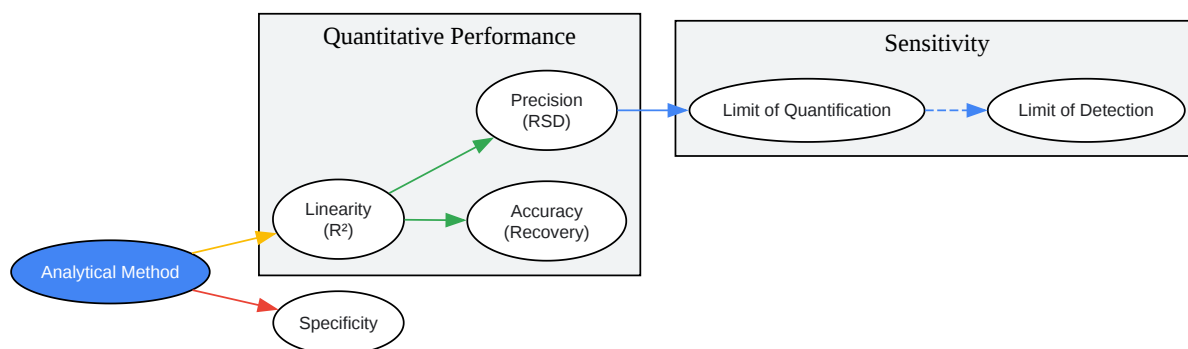 Quantitative Performance
Sensitivity
Precision
(RSD)
Limit of Quantification
Limit of Detection
Linearity
(R²)
Accuracy
(Recovery)
Analytical Method
Specificity